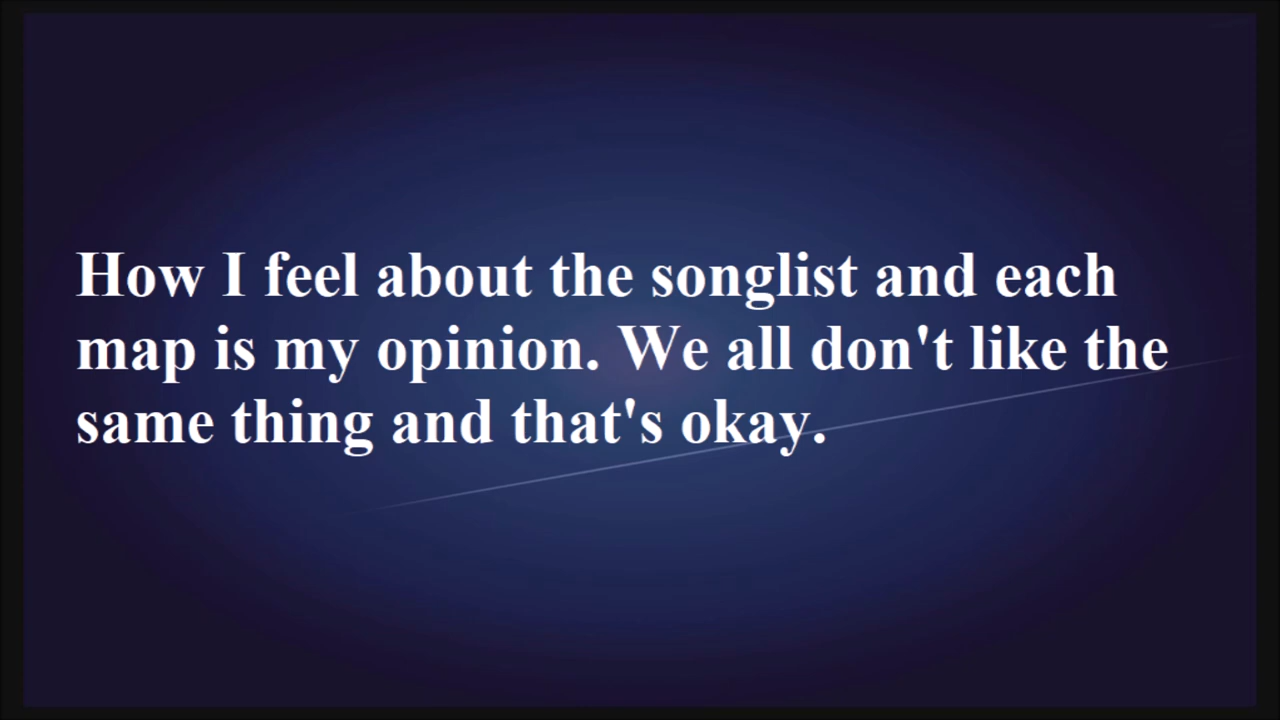 How I feel about the songlist and each
map is my opinion. We all don't like the
same thing and that's okay.